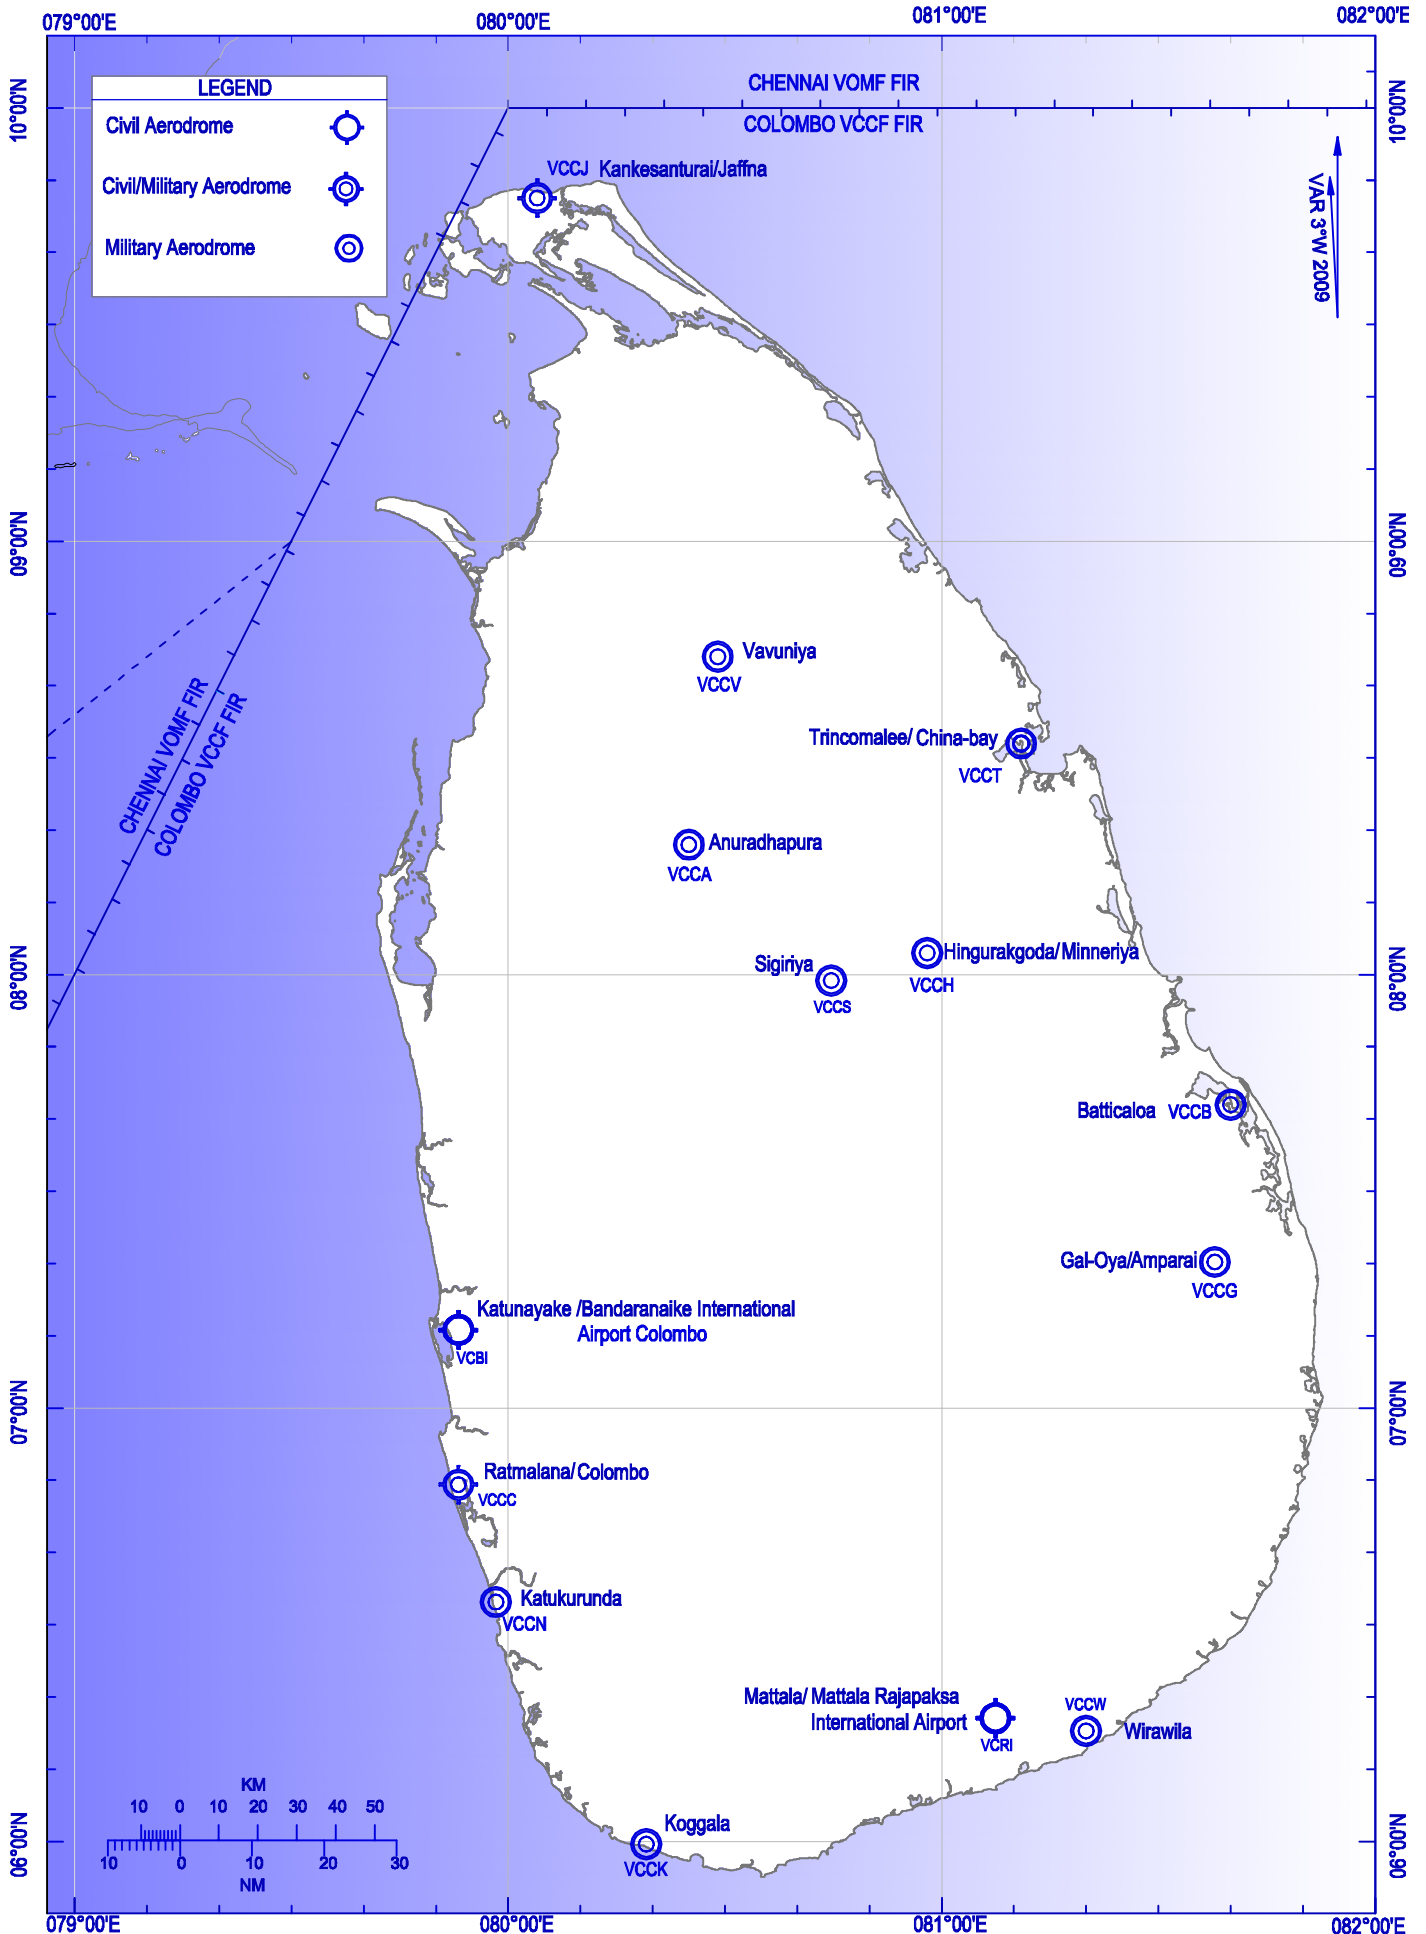 079°00'E
080°00'E
081°00'E
082°00'E
LEGEND
Civil Aerodrome
Civil/Military Aerodrome
Military Aerodrome
CHENNAI VOMF FIR
COLOMBO VCCF FIR
10°00'N
10°00'N
VAR 3°W 2009
VCCJ Kankesanturai/Jaffna
09°00'N
09°00'N
Vavuniya
VCCV
CHENNAI VOMF FIR
COLOMBO VCCF FIR
Trincomalee/ China-bay
VCCT
Anuradhapura
VCCA
Hingurakgoda/ Minneriya
VCCH
Sigiriya
VCCS
08°00'N
08°00'N
Batticaloa VCCB
Gal-Oya/Amparai
VCCG
Katunayake /Bandaranaike International
Airport Colombo
VCBI
07°00'N
07°00'N
Ratmalana/ Colombo
VCCC
Katukurunda
VCCN
Mattala/ Mattala Rajapaksa
International Airport
VCRI
VCCW
Wirawila
KM
10 0 10 20 30 40 50
10 0 10 20 30
NM
Koggala
VCCK
06°00'N
06°00'N
079°00'E
080°00'E
081°00'E
082°00'E